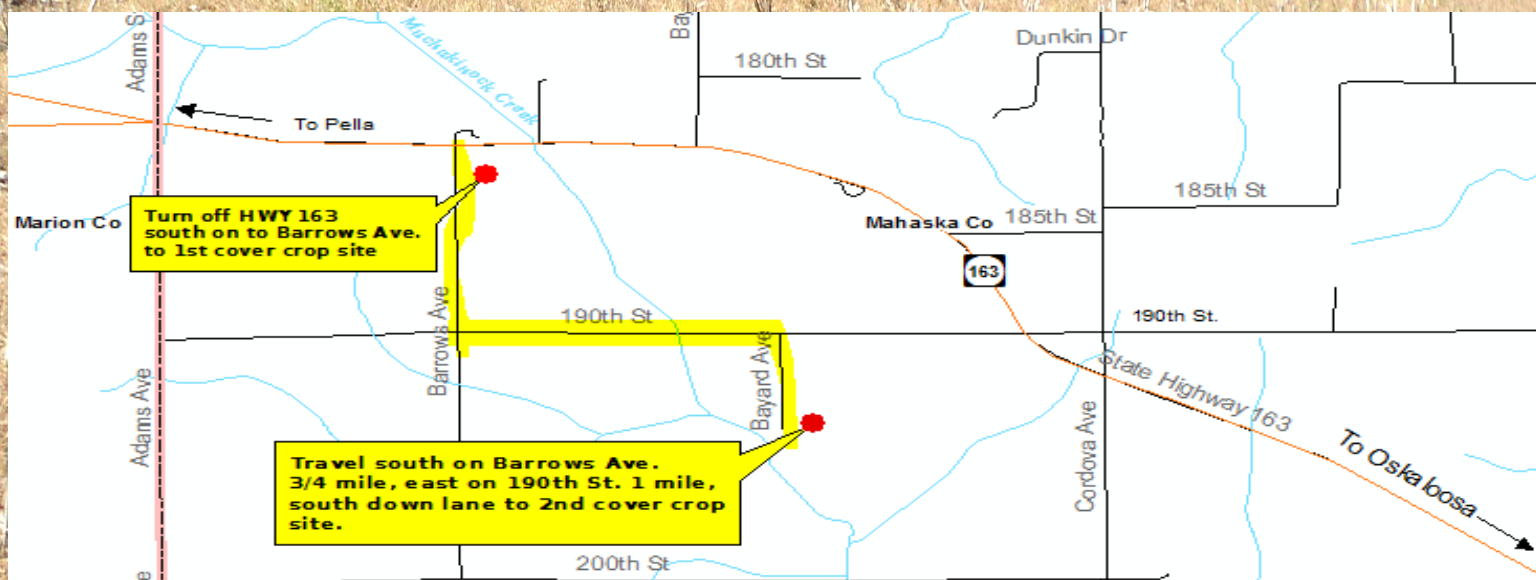 Adams S
Muchakinock Creek
Bay
180th St
Dunkin Dr
To Pella
185th St
Marion Co
Turn off HWY 163
south on to Barrows Ave.
to 1st cover crop site
Mahaska Co
185th St
163
Barrows Ave
190th St
190th St.
Bayard Ave
State Highway 163
Adams Ave
Cordova Ave
To Oskaloosa
Travel south on Barrows Ave.
3/4 mile, east on 190th St. 1 mile,
south down lane to 2nd cover crop
site.
200th St
e